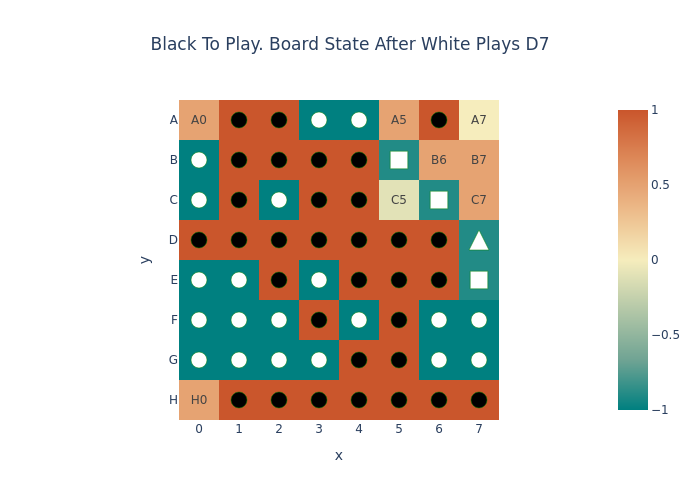 Black To Play. Board State After White Plays D7
A A0 A5 A7
B B6 B7
C C5 C7
D
E
F
G
H H0
0 1 2 3 4 5 6 7
x
y
1
0.5
0
−0.5
−1